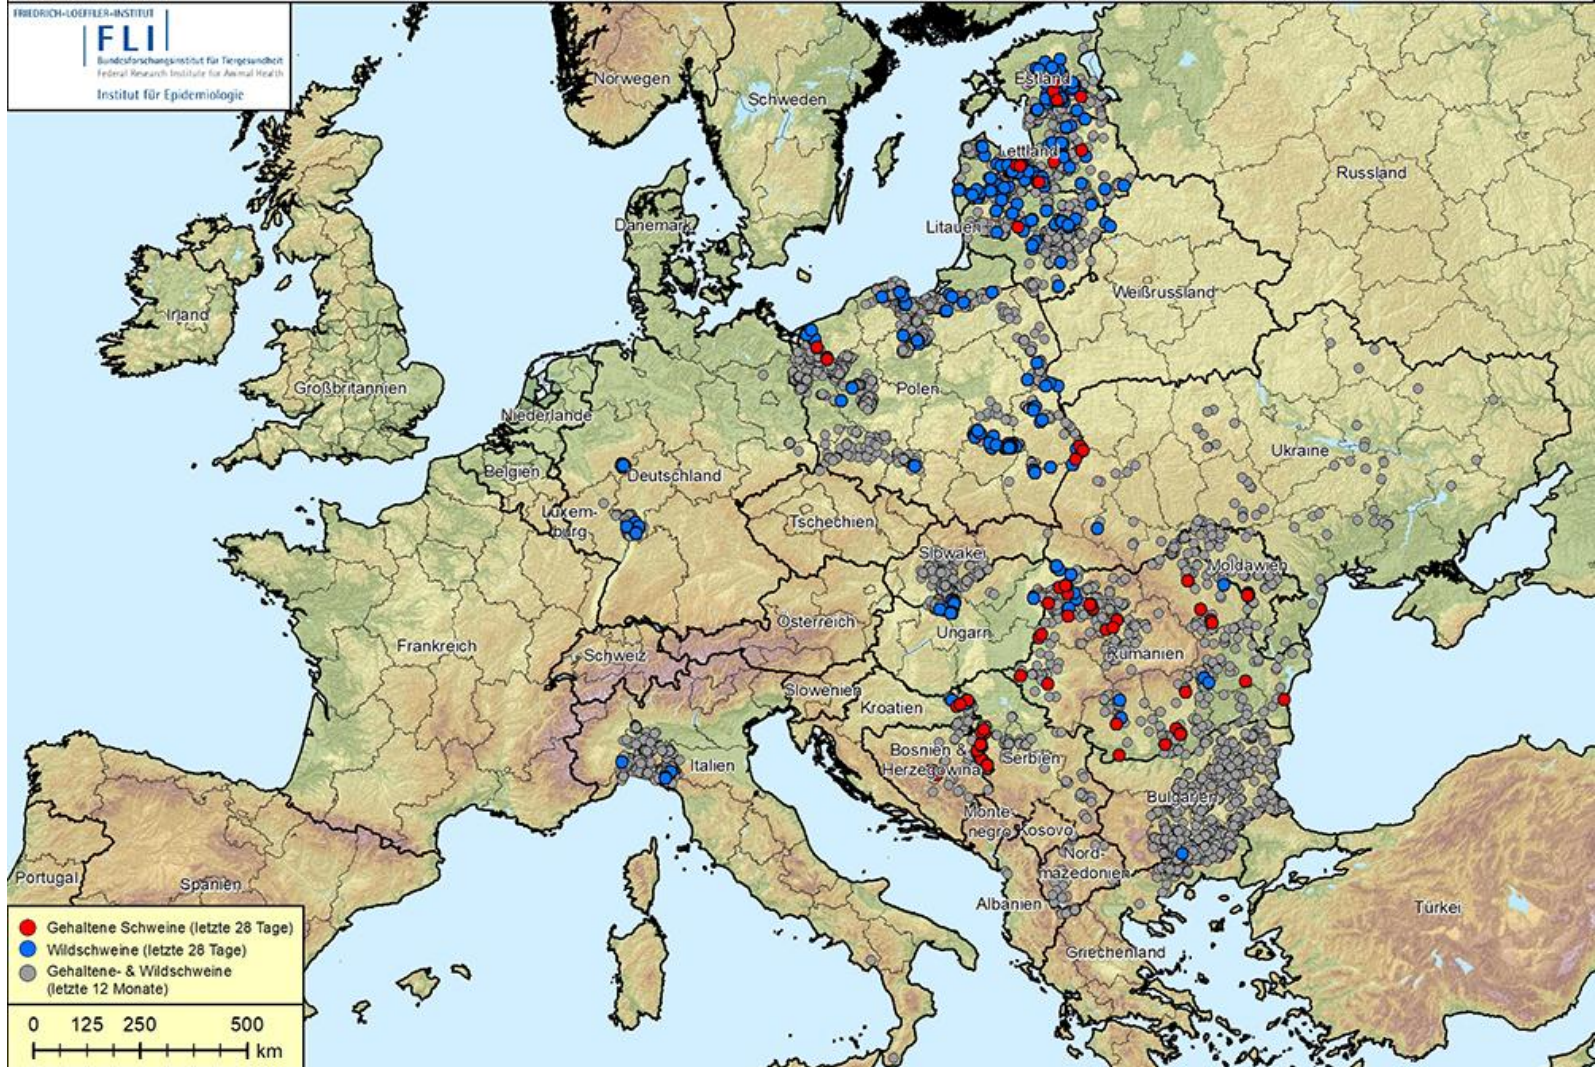 FRIEDRICH-LOEFFLER-INSTITUT
FLI
Bundesforschungsinstitut für Tiergesundheit
Federal Research Institute for Animal Health
Institut für Epidemiologie
Norwegen
Schweden
Estland
Lettland
Russland
Dänemark
Litauen
Irland
Weißrussland
Großbritannien
Polen
Niederlande
Ukraine
Belgien
Deutschland
Luxem-
burg
Tschechien
Slowakei
Moldawien
Österreich
Ungarn
Frankreich
Schweiz
Rumänien
Slowenien
Kroatien
Italien
Bosnien &
Herzegowina
Serbien
Bulgarien
Monte-
negro
Kosovo
Nord-
mazedonien
Portugal
Spanien
Albanien
Türkei
Griechenland
Gehaltene Schweine (letzte 28 Tage)
Wildschweine (letzte 28 Tage)
Gehaltene- & Wildschweine
(letzte 12 Monate)
0 125 250 500
km